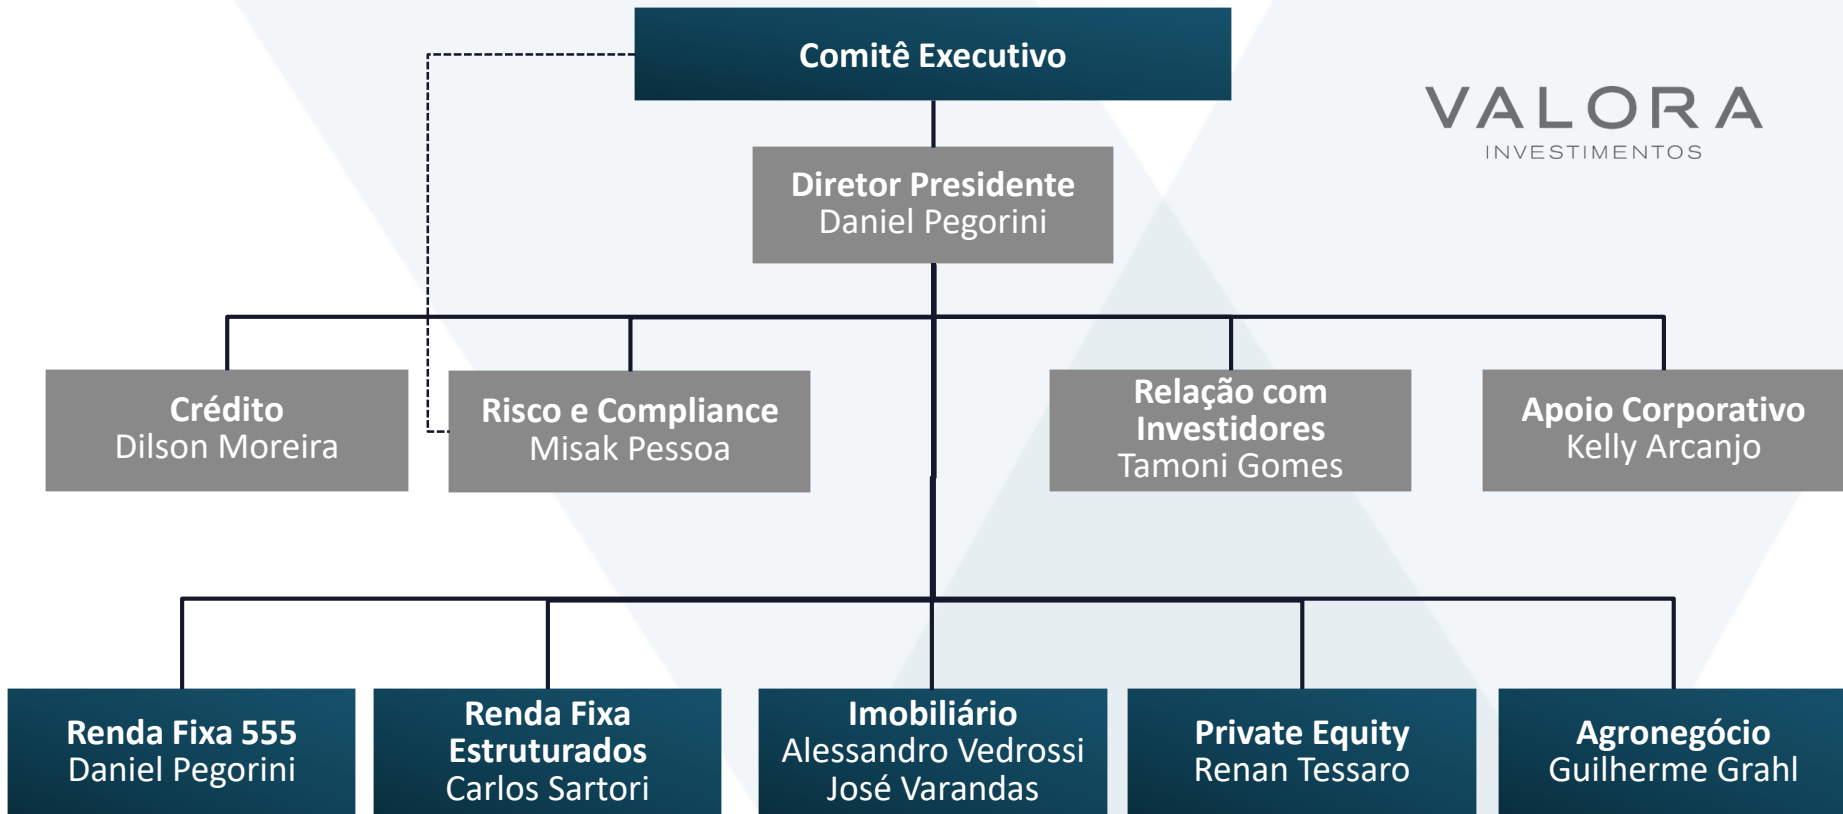 Comitê Executivo
VALORA
INVESTIMENTOS
Diretor Presidente
Daniel Pegorini
Crédito
Dilson Moreira
Risco e Compliance
Misak Pessoa
Relação com
Investidores
Tamoni Gomes
Apoio Corporativo
Kelly Arcanjo
Renda Fixa 555
Daniel Pegorini
Renda Fixa
Estruturados
Carlos Sartori
Imobiliário
Alessandro Vedrossi
José Varandas
Private Equity
Renan Tessaro
Agronegócio
Guilherme Grahl